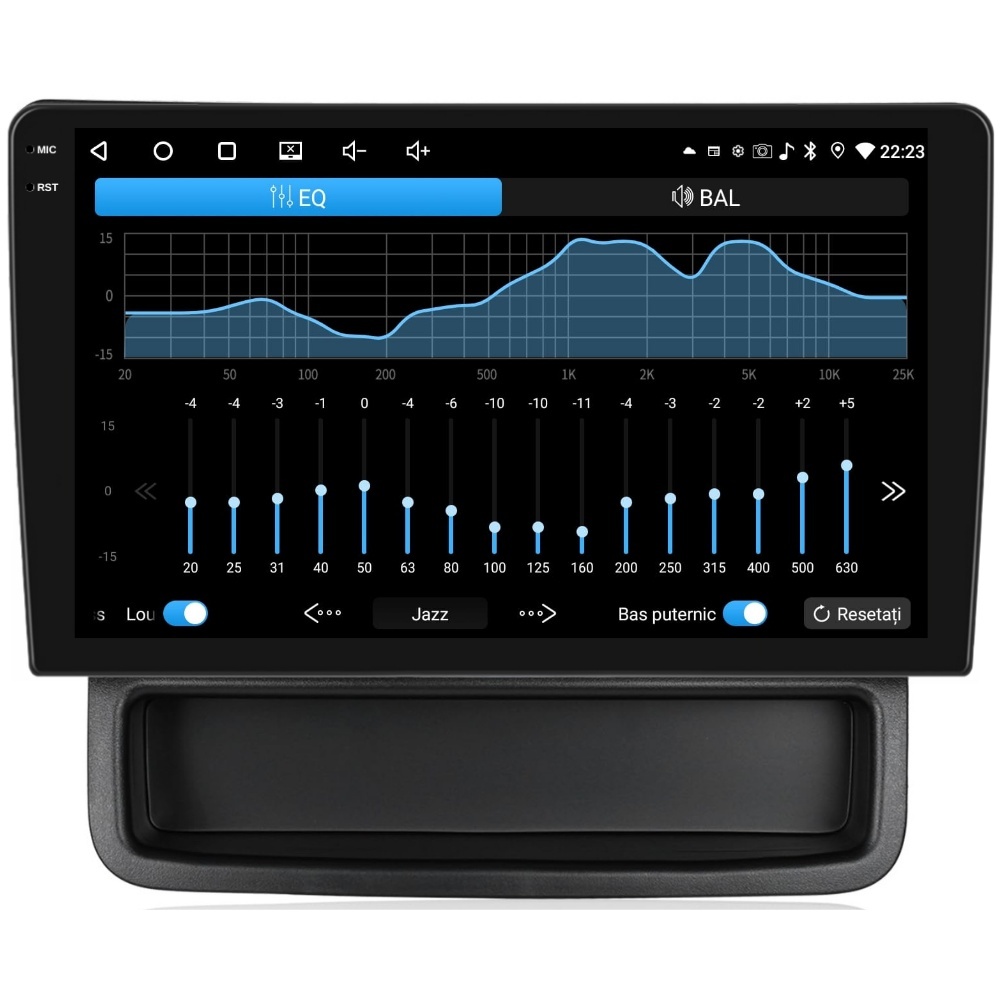 MIC
22:23
RST
EQ
BAL
15
0
-15
20 50 100 200 500 1K 2K 5K 10K 25K
-4 -4 -3 -1 0 -4 -6 -10 -10 -11 -4 -3 -2 -2 +2 +5
15
0
-15
20 25 31 40 50 63 80 100 125 160 200 250 315 400 500 630
s Lou Jazz Bas puternic Resetați